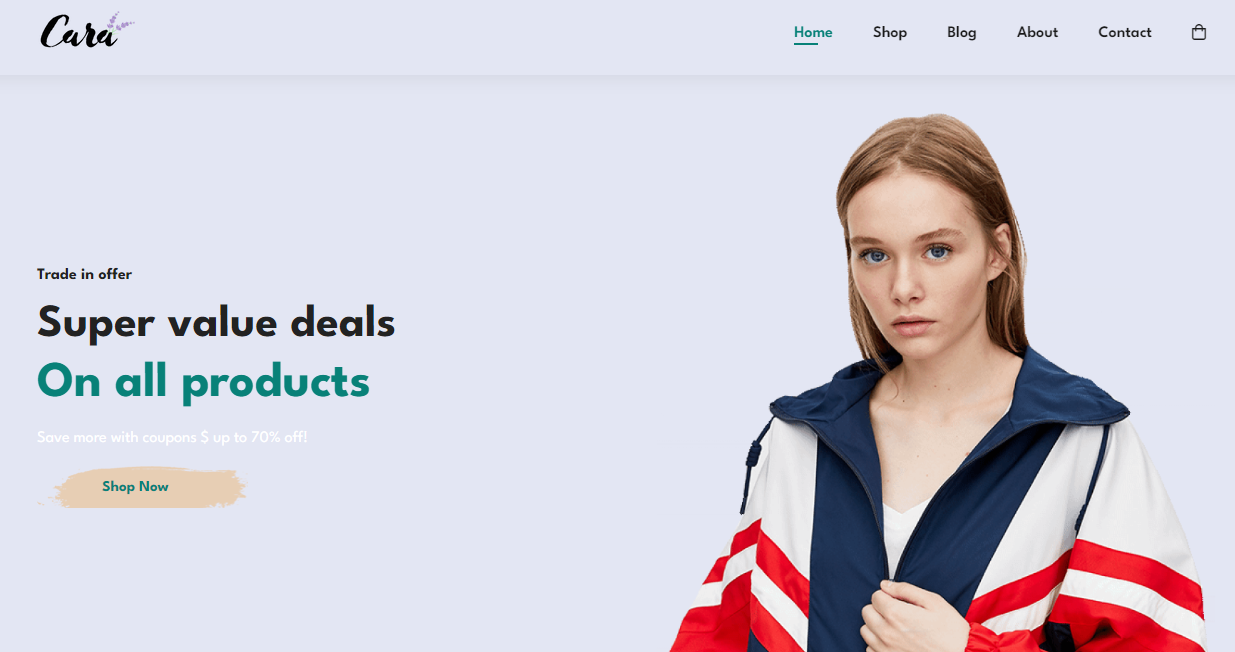 Cara
Home Shop Blog About Contact
Trade in offer
Super value deals
On all products
Save more with coupons $ up to 70% off!
Shop Now